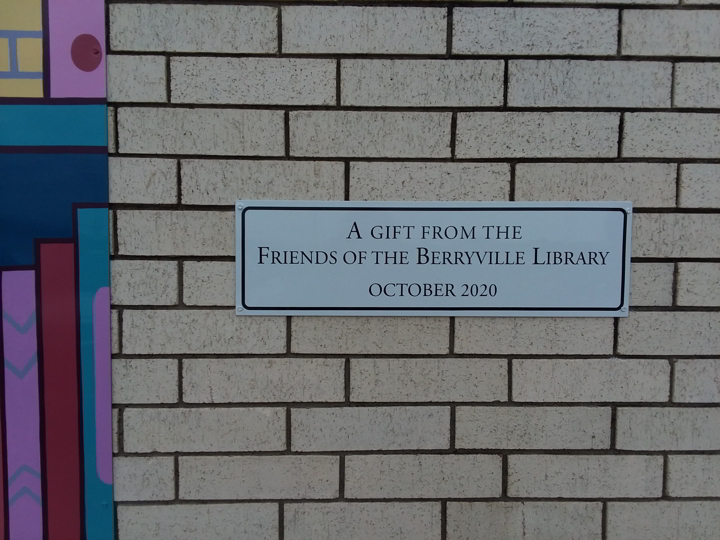 A GIFT FROM THE
FRIENDS OF THE BERRYVILLE LIBRARY
OCTOBER 2020